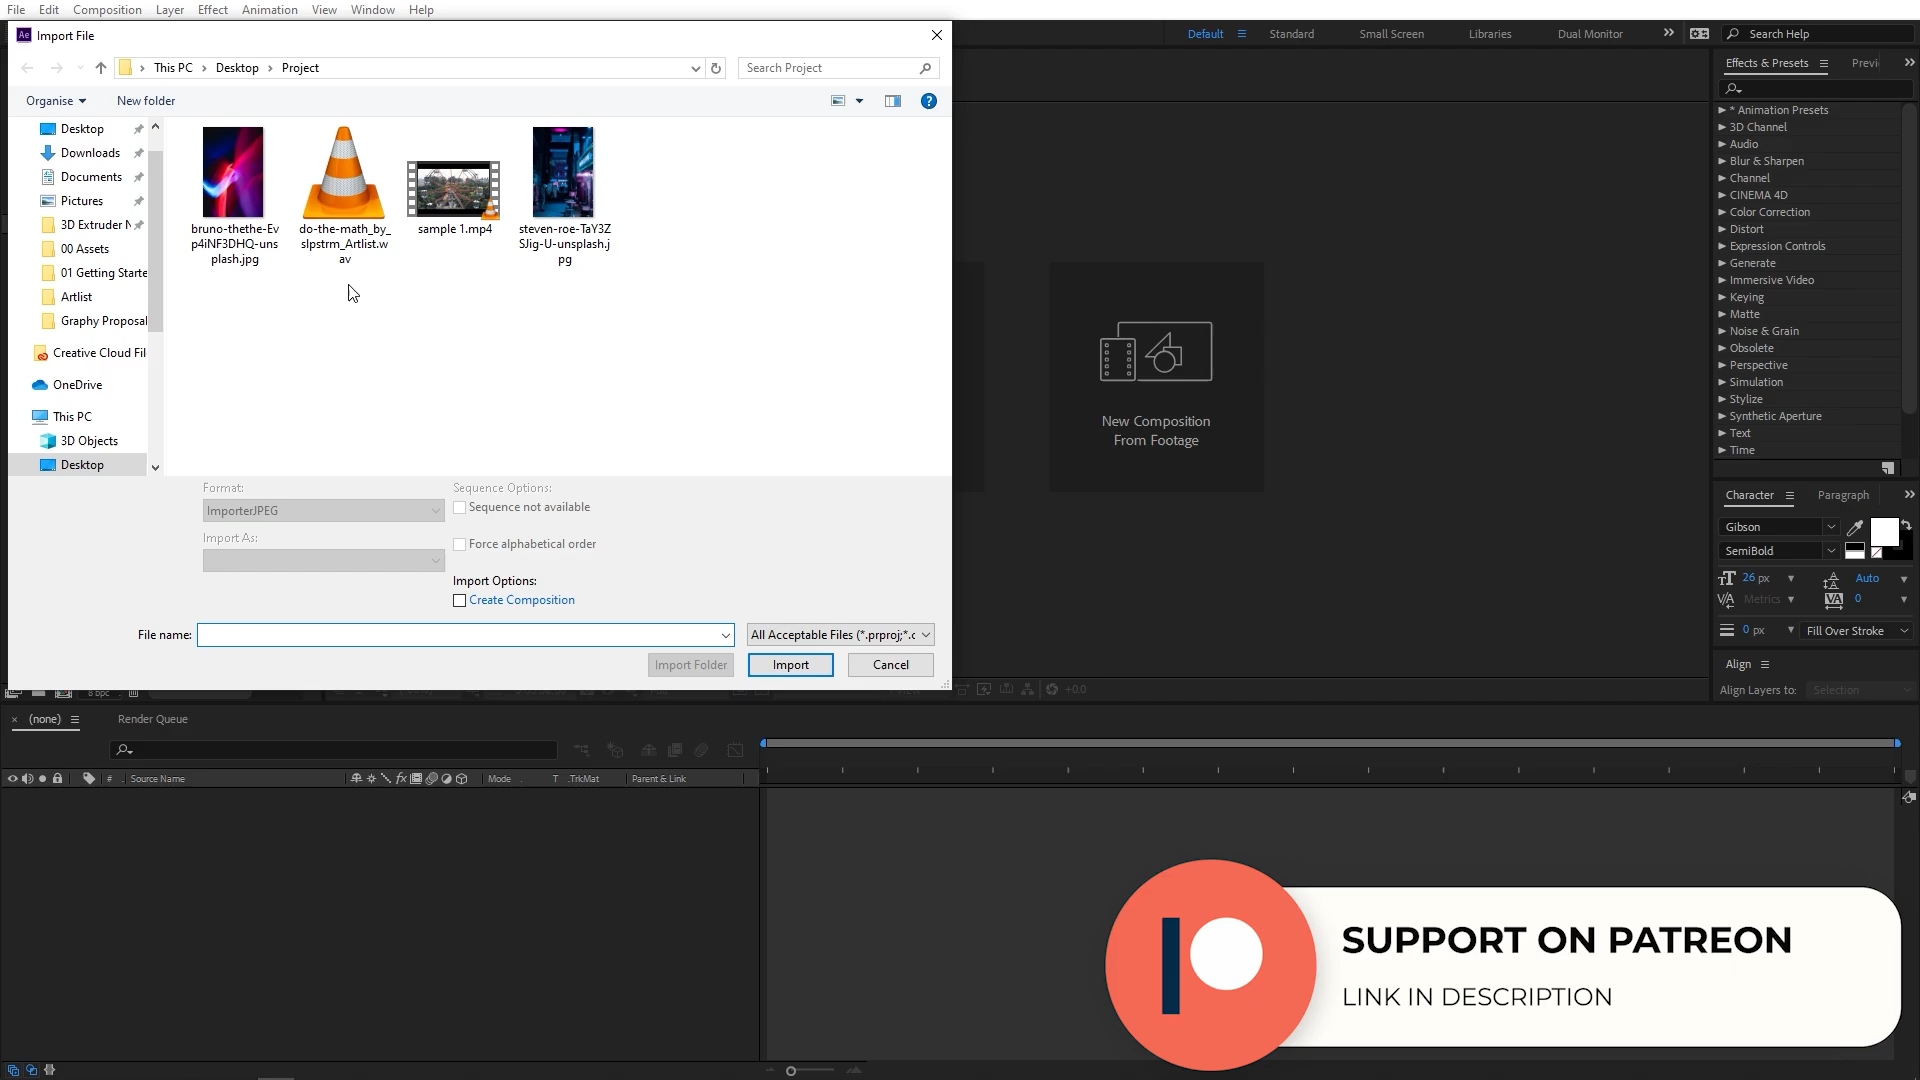 File Edit Composition Layer Effect Animation View Window Help
Ae Import File
This PC > Desktop > Project
Search Project
Organise
New folder
Desktop
Downloads
Documents
Pictures
3D Extruder
00 Assets
01 Getting Starte
Artlist
Graphy Proposal
Creative Cloud Fil
OneDrive
This PC
3D Objects
Desktop
bruno-thethe-Ev
p4iNF3DHQ-uns
plash.jpg
do-the-math_by_
slpstrm_Artlist.w
av
sample 1.mp4
steven-roe-TaY3Z
SJig-U-unsplash.j
pg
Format:
ImporterJPEG
Import As:
Sequence Options:
Sequence not available
Force alphabetical order
Import Options:
Create Composition
File name:
All Acceptable Files (*.prproj;*.c
Import Folder
Import
Cancel
Default
Standard
Small Screen
Libraries
Dual Monitor
Search Help
New Composition
From Footage
Effects & Presets
Previ
* Animation Presets
3D Channel
Audio
Blur & Sharpen
Channel
CINEMA 4D
Color Correction
Distort
Expression Controls
Generate
Immersive Video
Keying
Matte
Noise & Grain
Obsolete
Perspective
Simulation
Stylize
Synthetic Aperture
Text
Time
Character
Paragraph
Gibson
SemiBold
26 px
Auto
Metrics
0
0 px
Fill Over Stroke
Align
Align Layers to:
Selection
8 bpc
+0.0
(none)
Render Queue
# Source Name
Mode
T .TrkMat
Parent & Link
SUPPORT ON PATREON
LINK IN DESCRIPTION